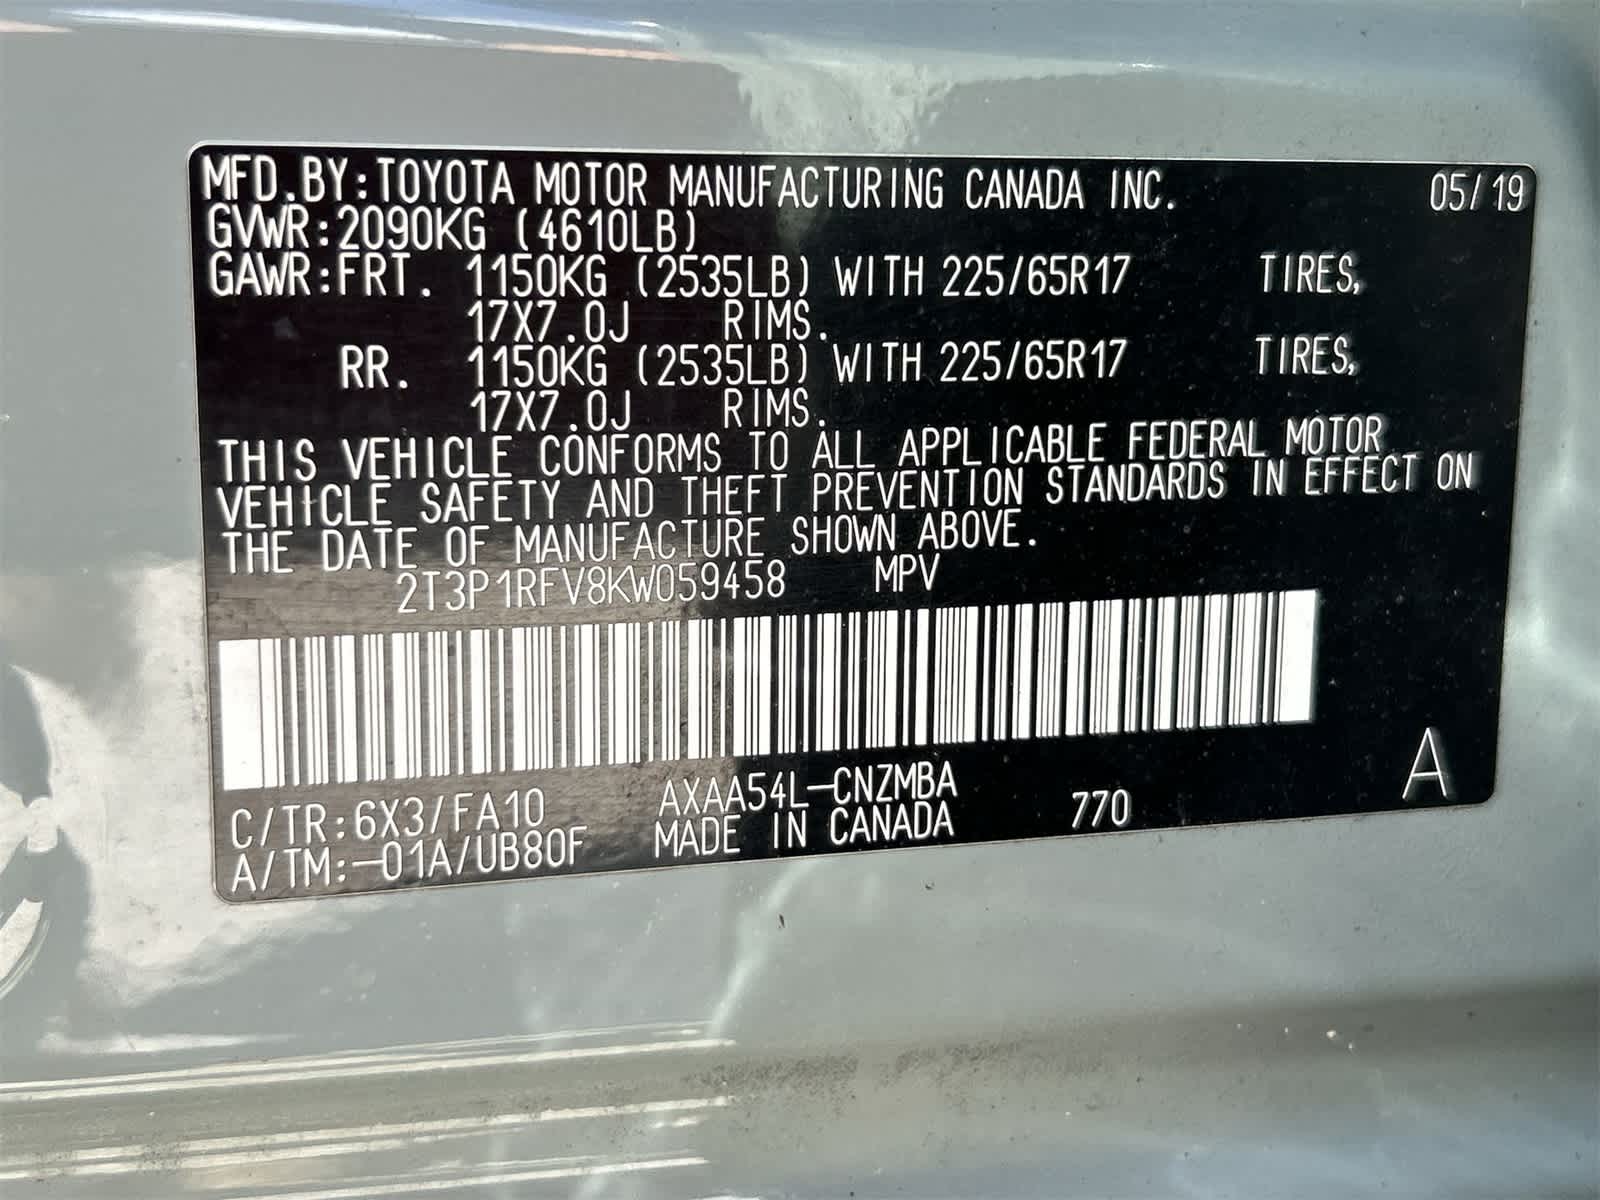 MFD.BY:TOYOTA MOTOR MANUFACTURING CANADA INC. 05/19
GVWR:2090KG (4610LB)
GAWR:FRT. 1150KG (2535LB) WITH 225/65R17 TIRES,
17X7.0J RIMS.
RR. 1150KG (2535LB) WITH 225/65R17 TIRES,
17X7.0J RIMS.
THIS VEHICLE CONFORMS TO ALL APPLICABLE FEDERAL MOTOR
VEHICLE SAFETY AND THEFT PREVENTION STANDARDS IN EFFECT ON
THE DATE OF MANUFACTURE SHOWN ABOVE.
2T3P1RFV8KW059458 MPV
C/TR:6X3/FA10 AXAA54L-CNZMBA A
A/TM:-01A/UB80F MADE IN CANADA 770